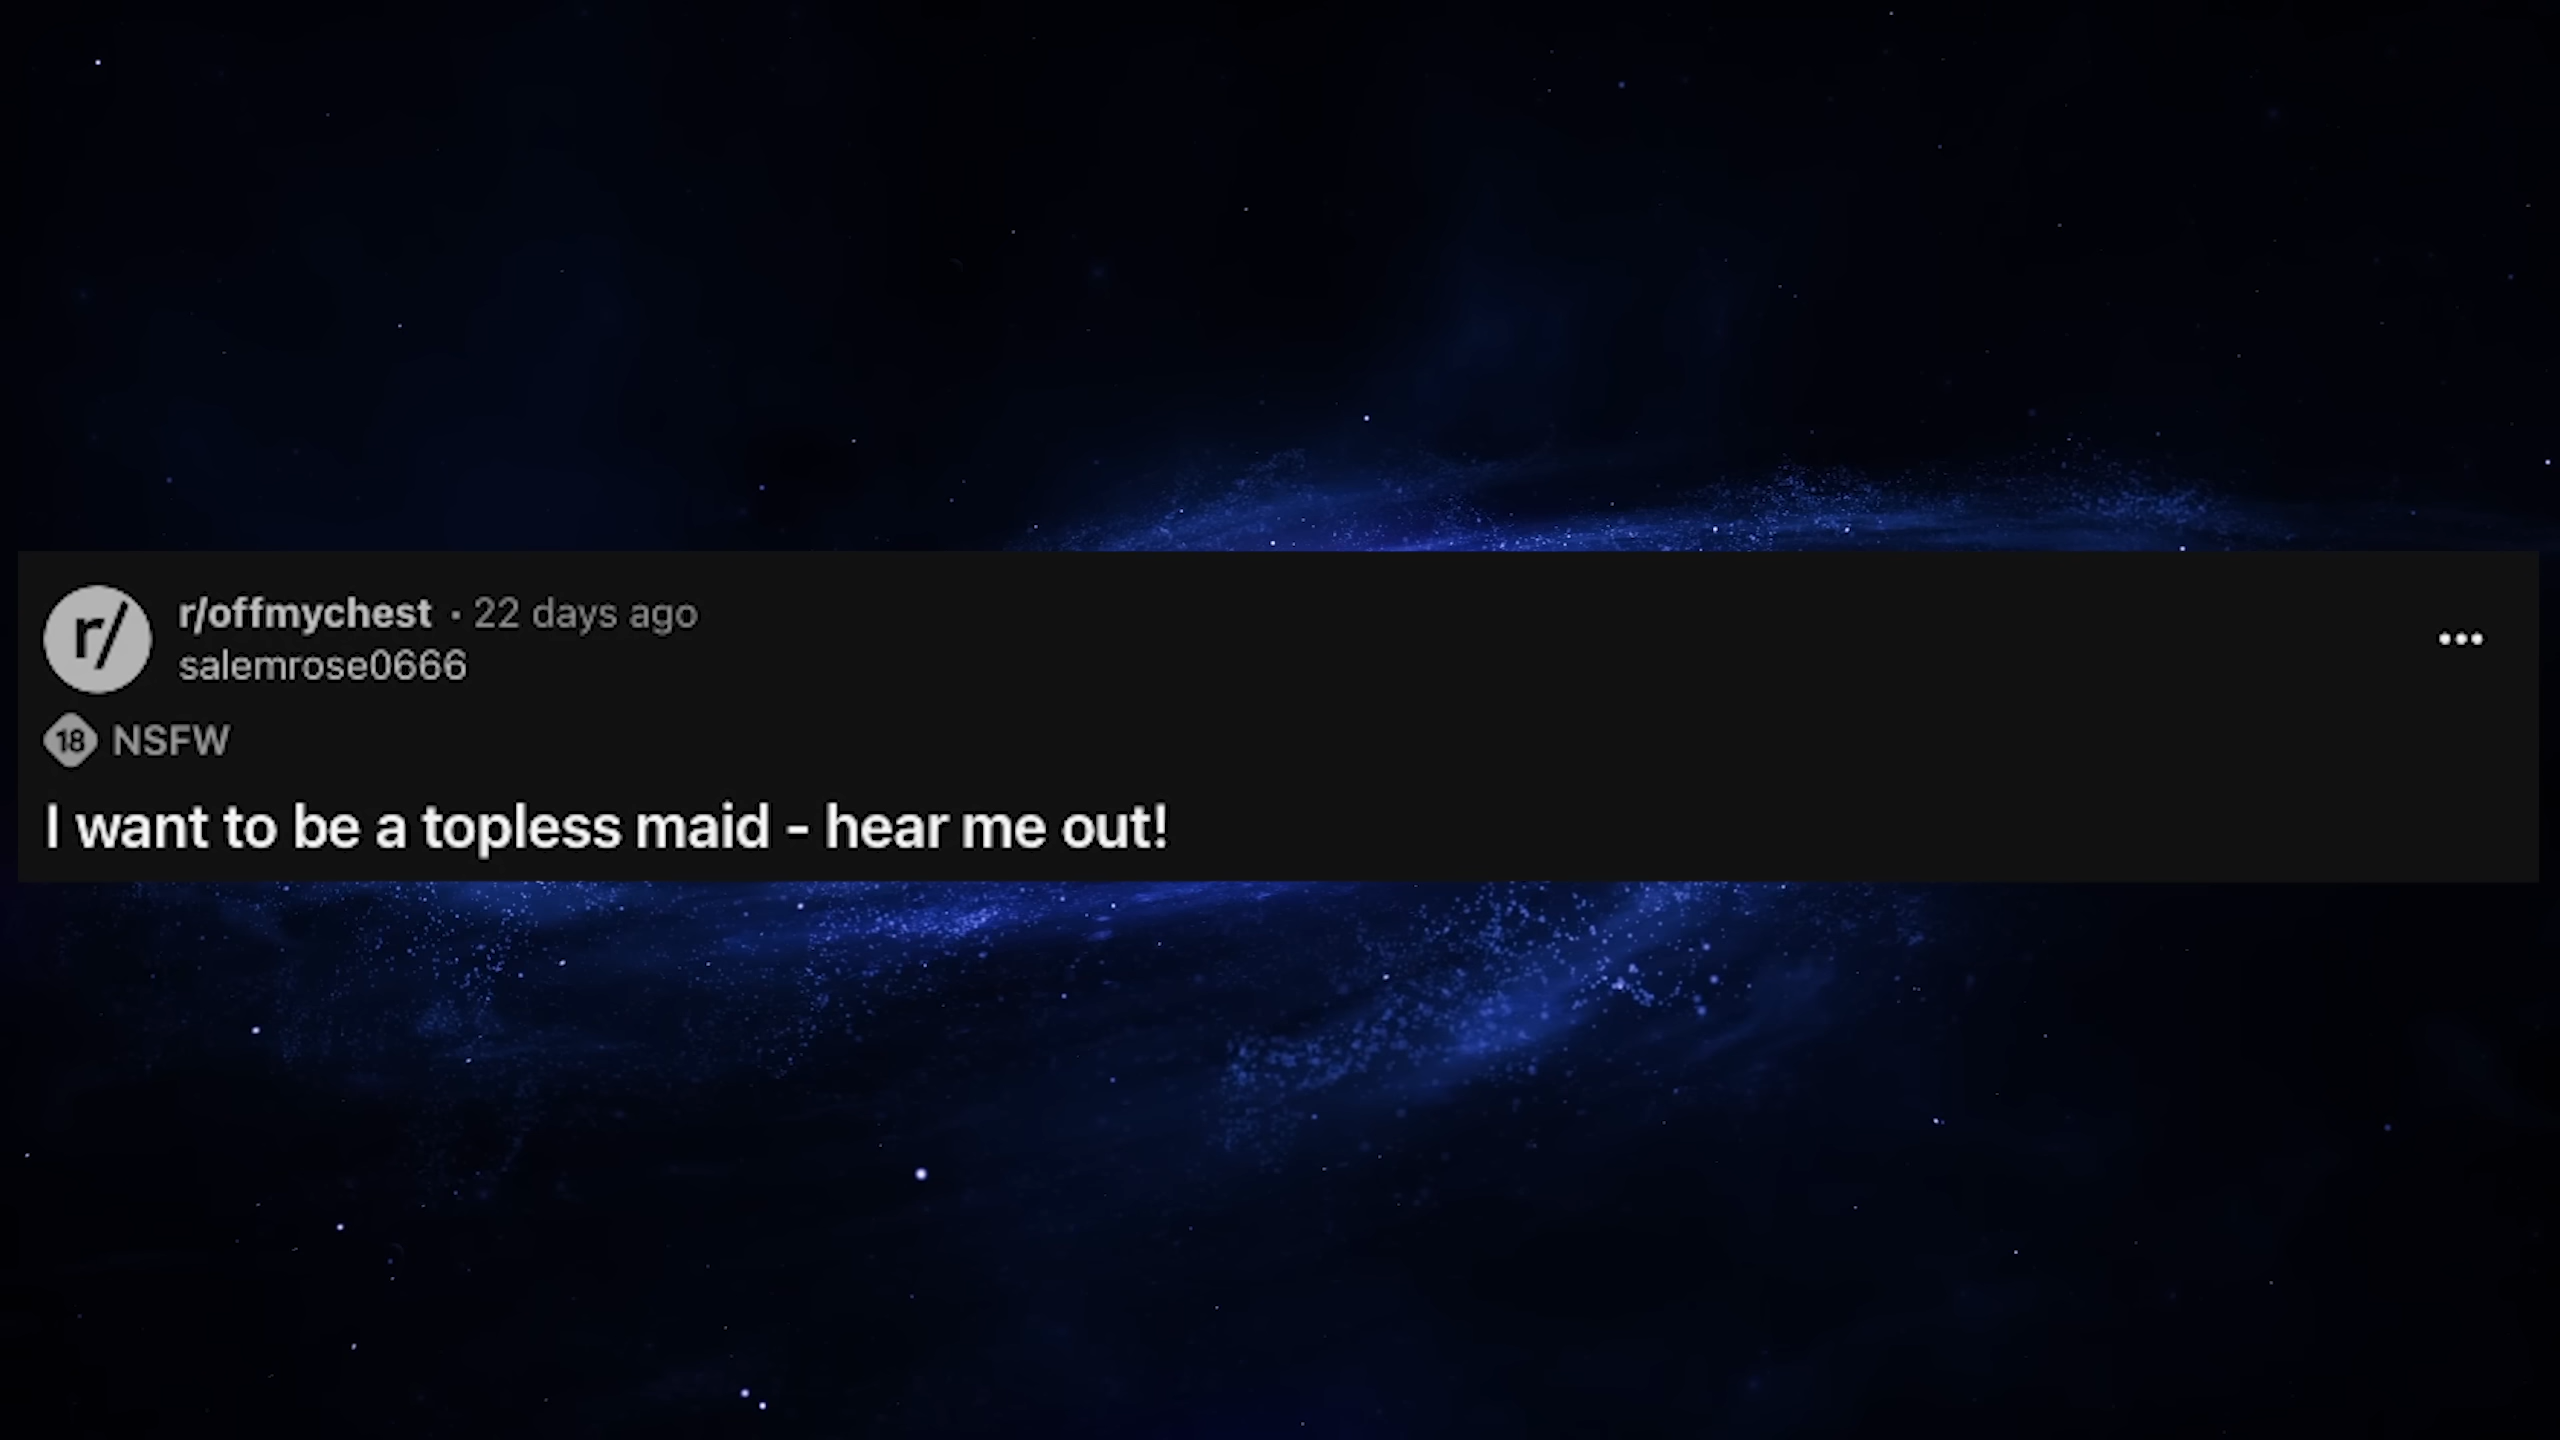 r/
r/offmychest · 22 days ago
salemrose0666
18 NSFW
I want to be a topless maid - hear me out!